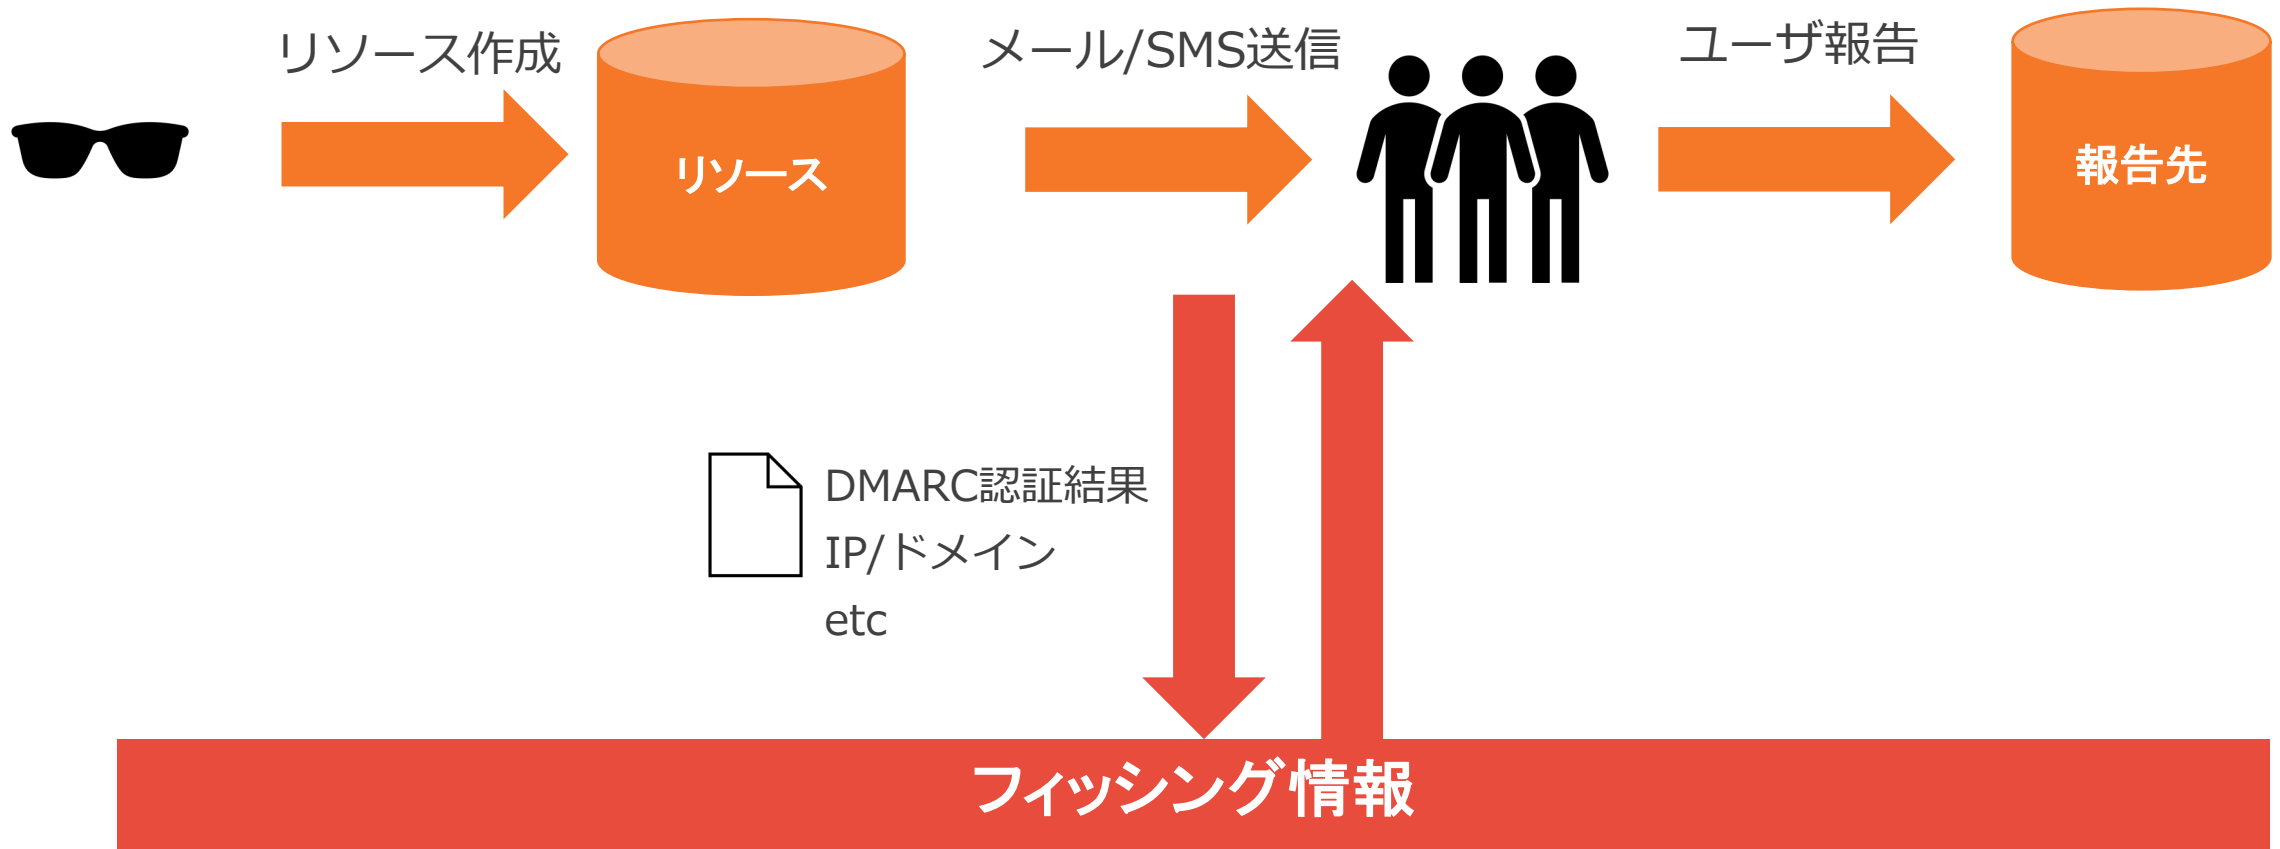 リソース作成
メール/SMS送信
ユーザ報告
リソース
報告先
DMARC認証結果
IP/ドメイン
etc
フィッシング情報